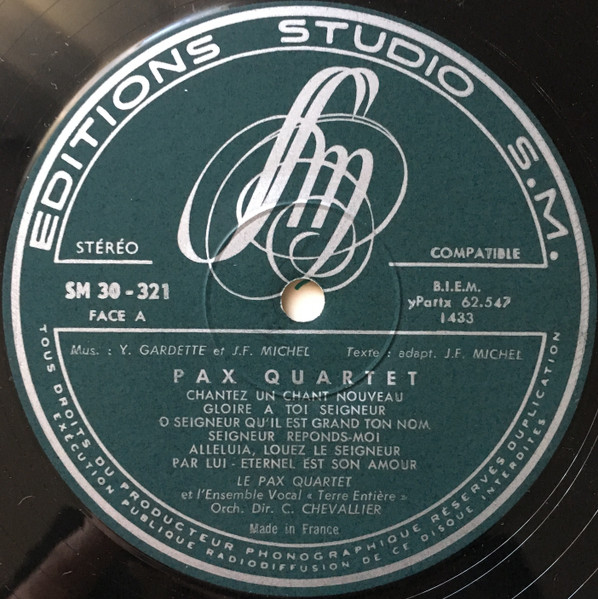 EDITIONS STUDIO S.M.
SM
STÉRÉO
COMPATIBLE
SM 30-321
FACE A
B.I.E.M.
yPartx 62.547
1433
Mus. : Y. GARDETTE et J.F. MICHEL Texte : adapt. J.F. MICHEL
PAX QUARTET
CHANTEZ UN CHANT NOUVEAU
GLOIRE A TOI SEIGNEUR
O SEIGNEUR QU'IL EST GRAND TON NOM
SEIGNEUR REPONDS-MOI
ALLELUIA, LOUEZ LE SEIGNEUR
PAR LUI - ETERNEL EST SON AMOUR
LE PAX QUARTET
et l'Ensemble Vocal « Terre Entière »
Orch. Dir. C. CHEVALLIER
Made in France
TOUS DROITS DU PRODUCTEUR PHONOGRAPHIQUE RÉSERVÉS DUPLICATION
EXÉCUTION PUBLIQUE RADIODIFFUSION DE CE DISQUE INTERDITES